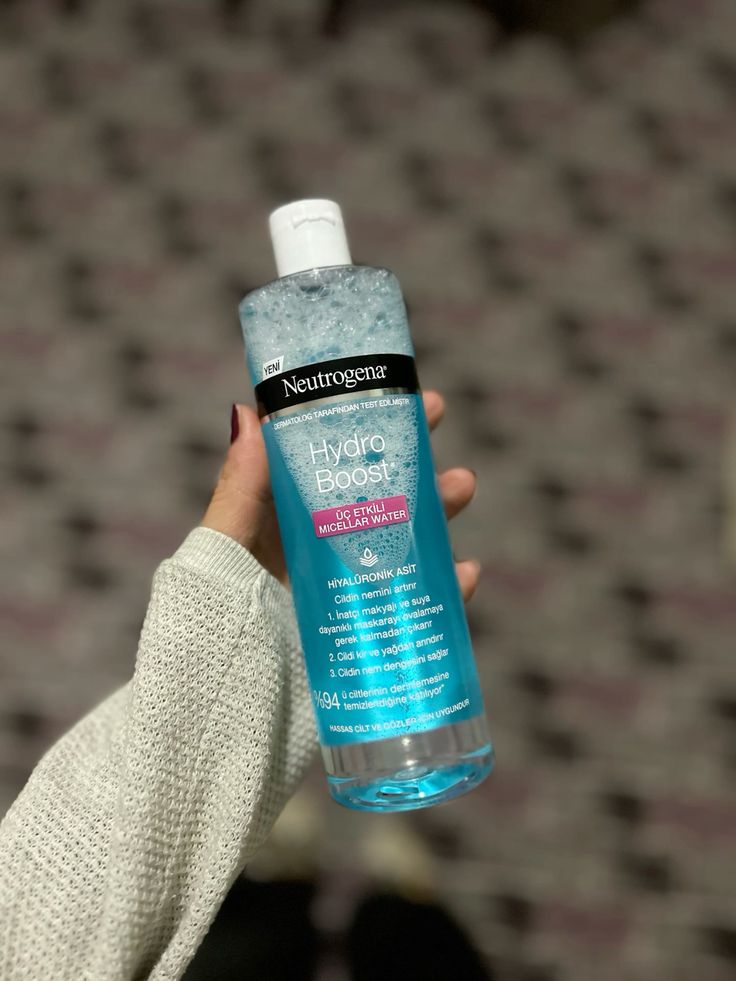 YENİ
Neutrogena®
DERMATOLOG TARAFINDAN TEST EDİLMİŞTİR
Hydro
Boost®
ÜÇ ETKİLİ
MICELLAR WATER
HİYALÜRONİK ASİT
Cildin nemini artırır
1. İnatçı makyajı ve suya
dayanıklı maskarayı ovalamaya
gerek kalmadan çıkarır
2. Cildi kir ve yağdan arındırır
3. Cildin nem dengesini sağlar
%94 ü ciltlerinin derinlemesine
temizlendiğine katılıyor*
HASSAS CİLT VE GÖZLER İÇİN UYGUNDUR